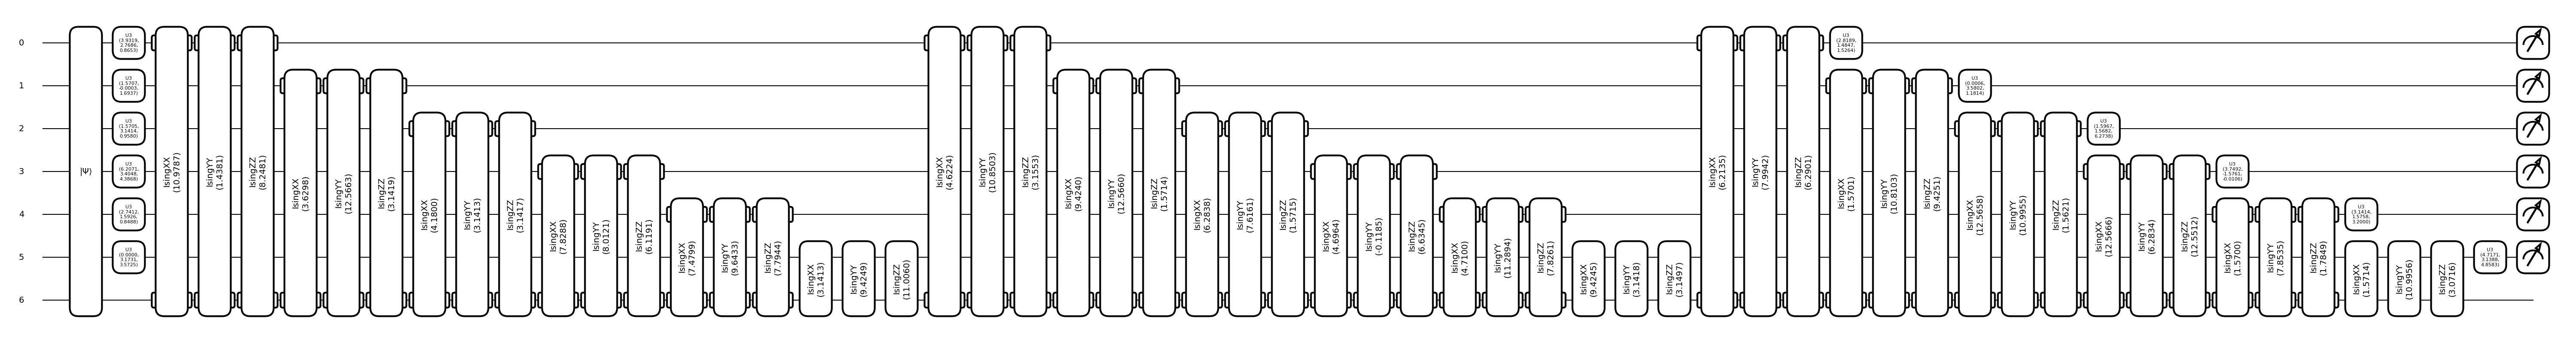 0
1
2
3
4
5
6
|Ψ⟩
U3
(3.9319,
2.7686,
0.8653)
U3
(1.5707,
-0.0003,
1.6937)
U3
(1.5705,
3.1414,
0.9580)
U3
(6.2071,
3.4048,
4.3868)
U3
(2.7412,
1.5926,
0.6488)
U3
(0.0000,
3.1731,
3.5725)
IsingXX
(10.9787)
IsingYY
(1.4381)
IsingZZ
(8.2481)
IsingXX
(3.6298)
IsingYY
(12.5663)
IsingZZ
(3.1419)
IsingXX
(4.1800)
IsingYY
(3.1413)
IsingZZ
(3.1417)
IsingXX
(7.8288)
IsingYY
(8.0121)
IsingZZ
(6.1191)
IsingXX
(7.4799)
IsingYY
(9.6433)
IsingZZ
(7.7944)
IsingXX
(3.1413)
IsingYY
(9.4249)
IsingZZ
(11.0060)
IsingXX
(4.6224)
IsingYY
(10.8503)
IsingZZ
(3.1553)
IsingXX
(9.4240)
IsingYY
(12.5660)
IsingZZ
(1.5714)
IsingXX
(6.2838)
IsingYY
(7.6161)
IsingZZ
(1.5715)
IsingXX
(4.6964)
IsingYY
(-0.1185)
IsingZZ
(6.6345)
IsingXX
(4.7100)
IsingYY
(11.2894)
IsingZZ
(7.8261)
IsingXX
(9.4245)
IsingYY
(3.1418)
IsingZZ
(3.1497)
IsingXX
(6.2135)
IsingYY
(7.9942)
IsingZZ
(6.2901)
U3
(2.8189,
1.4847,
1.5264)
IsingXX
(1.5701)
IsingYY
(10.8103)
IsingZZ
(9.4251)
U3
(0.0006,
3.5802,
1.1814)
IsingXX
(12.5658)
IsingYY
(10.9955)
IsingZZ
(1.5621)
U3
(1.5967,
1.5682,
6.2738)
IsingXX
(12.5666)
IsingYY
(6.2834)
IsingZZ
(12.5512)
U3
(3.7492,
-1.5761,
-0.0106)
IsingXX
(1.5700)
IsingYY
(7.8535)
IsingZZ
(1.7849)
U3
(3.1414,
1.5758,
3.2000)
IsingXX
(1.5714)
IsingYY
(10.9956)
IsingZZ
(3.0716)
U3
(4.7171,
3.1388,
4.8583)